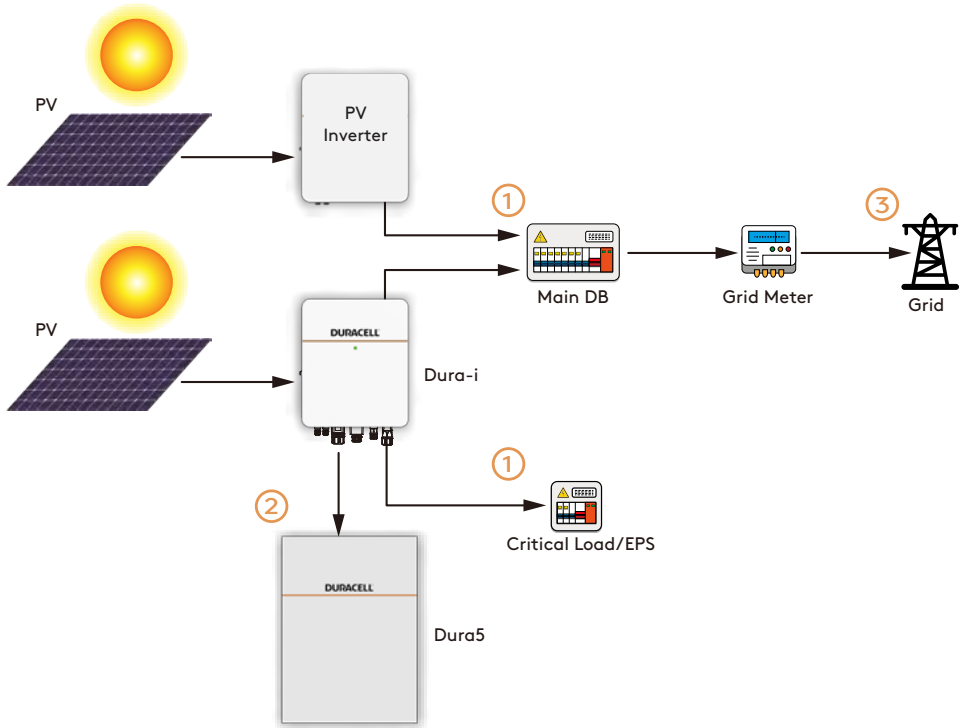 PV
PV
Inverter
1
3
Main DB
Grid Meter
Grid
PV
DURACELL
Dura-i
1
2
Critical Load/EPS
DURACELL
Dura5